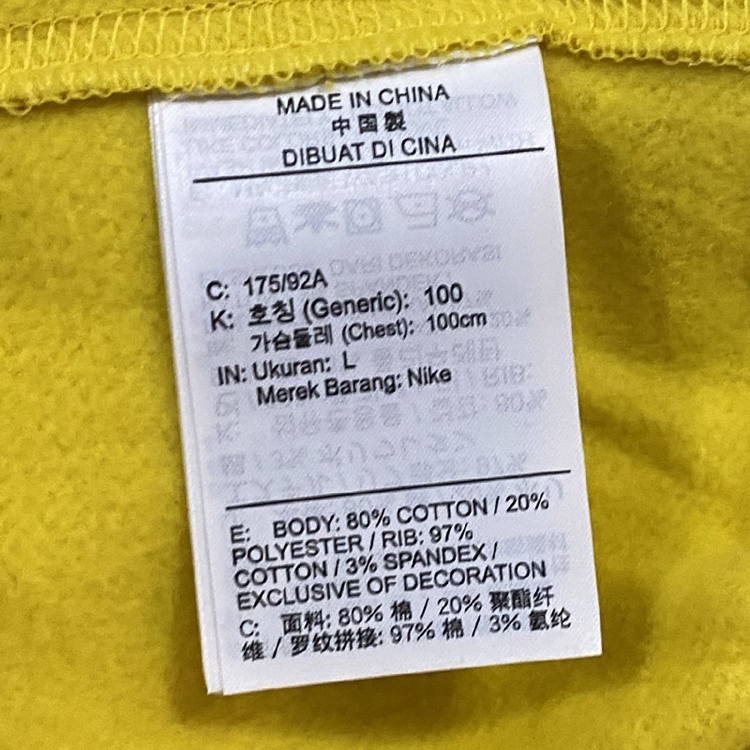 MADE IN CHINA
中国製
DIBUAT DI CINA
C: 175/92A
K: 호칭 (Generic): 100
가슴둘레 (Chest): 100cm
IN: Ukuran: L
Merek Barang: Nike
E: BODY: 80% COTTON / 20%
POLYESTER / RIB: 97%
COTTON / 3% SPANDEX /
EXCLUSIVE OF DECORATION
C: 面料: 80% 棉 / 20% 聚酯纤
维 / 罗纹拼接: 97% 棉 / 3% 氨纶